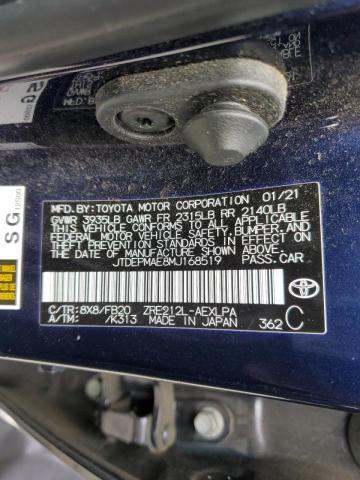 MFD. BY: TOYOTA MOTOR CORPORATION 01/21
GVWR 3935LB GAWR FR 2315LB RR 2140LB
THIS VEHICLE CONFORMS TO ALL APPLICABLE
FEDERAL MOTOR VEHICLE SAFETY, BUMPER, AND
THEFT PREVENTION STANDARDS IN EFFECT ON
THE DATE OF MANUFACTURE SHOWN ABOVE.
JTDEPMAE8MJ168519 PASS.CAR
C/TR:8X8/FB20 ZRE212L-AEXLPA
A/TM: /K313 MADE IN JAPAN 362 C
TOYOTA
SG